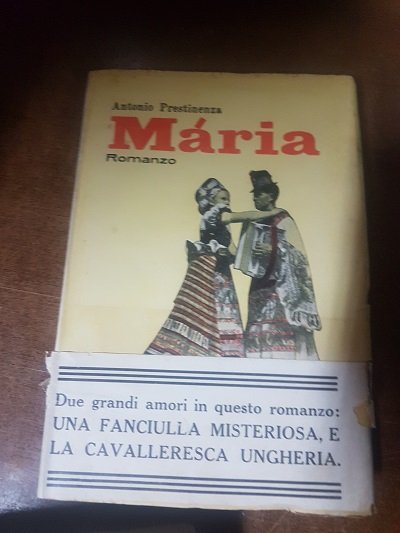 Antonio Prestinenza
Mária
Romanzo
Due grandi amori in questo romanzo:
UNA FANCIULLA MISTERIOSA, E
LA CAVALLERESCA UNGHERIA.